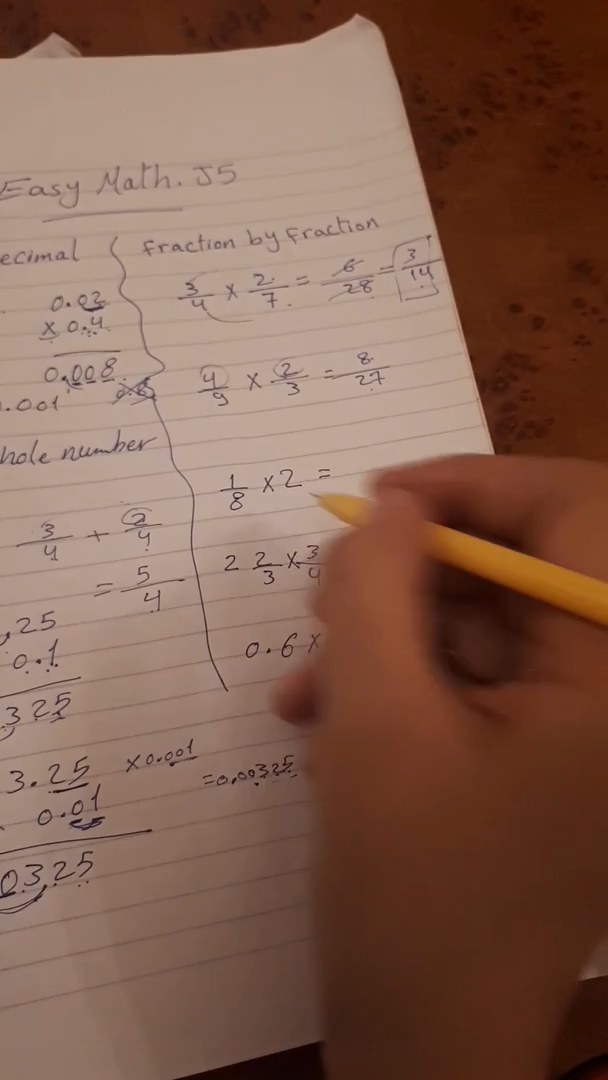 Easy Math. J5
ecimal
0.02
x 0.4
0.008
0.001
hole number
3/4 + 2/4
= 5/4
.25
0.1
325
3.25 x0.001
=0.00325
0.01
0325
fraction by fraction
3/4 x 2/7 = 6/28 = 3/14
4/9 x 2/3 = 8/27
1/8 x 2 =
2 2/3 x 3/4
0.6 x